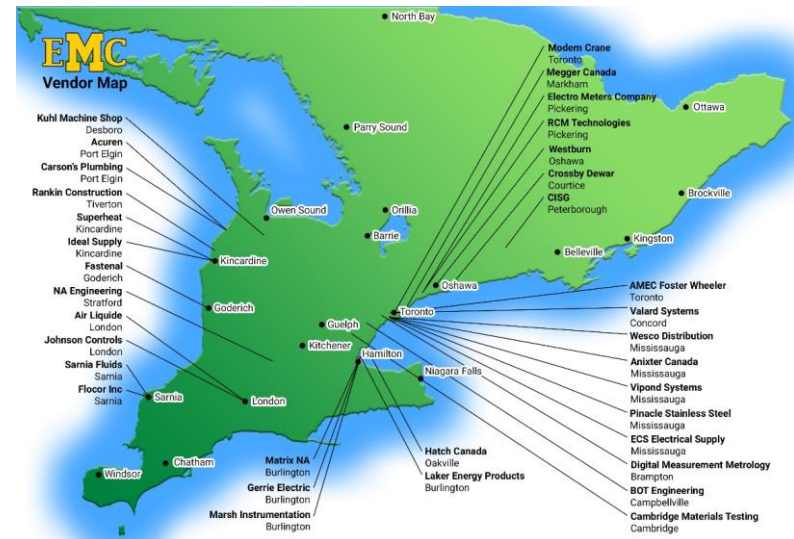 EMC
Vendor Map
North Bay
Ottawa
Parry Sound
Brockville
Owen Sound
Orillia
Barrie
Kingston
Belleville
Kincardine
Oshawa
Goderich
Toronto
Guelph
Kitchener
Hamilton
Niagara Falls
Sarnia
London
Chatham
Windsor
Kuhl Machine Shop
Desboro
Acuren
Port Elgin
Carson's Plumbing
Port Elgin
Rankin Construction
Tiverton
Superheat
Kincardine
Ideal Supply
Kincardine
Fastenal
Goderich
NA Engineering
Stratford
Air Liquide
London
Johnson Controls
London
Sarnia Fluids
Sarnia
Flocor Inc
Sarnia
Modem Crane
Toronto
Megger Canada
Markham
Electro Meters Company
Pickering
RCM Technologies
Pickering
Westburn
Oshawa
Crossby Dewar
Courtice
CISG
Peterborough
AMEC Foster Wheeler
Toronto
Valard Systems
Concord
Wesco Distribution
Mississauga
Anixter Canada
Mississauga
Vipond Systems
Mississauga
Pinacle Stainless Steel
Mississauga
ECS Electrical Supply
Mississauga
Digital Measurement Metrology
Brampton
BOT Engineering
Campbellville
Cambridge Materials Testing
Cambridge
Matrix NA
Burlington
Gerrie Electric
Burlington
Marsh Instrumentation
Burlington
Hatch Canada
Oakville
Laker Energy Products
Burlington